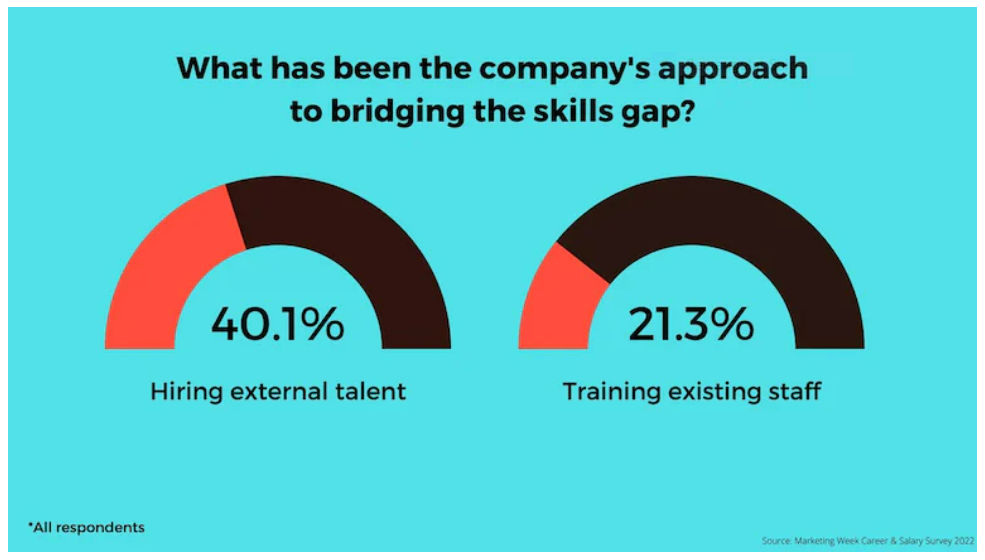 What has been the company's approach
to bridging the skills gap?
40.1%
Hiring external talent
21.3%
Training existing staff
*All respondents
Source: Marketing Week Career & Salary Survey 2022